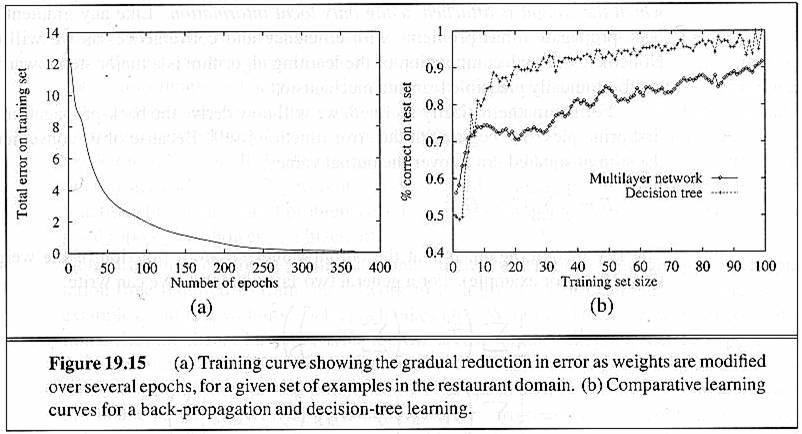 14
12
10
8
6
4
2
0
Total error on training set
0 50 100 150 200 250 300 350 400
Number of epochs
(a)
1
0.9
0.8
0.7
0.6
0.5
0.4
% correct on test set
Multilayer network
Decision tree
0 10 20 30 40 50 60 70 80 90 100
Training set size
(b)
Figure 19.15 (a) Training curve showing the gradual reduction in error as weights are modified
over several epochs, for a given set of examples in the restaurant domain. (b) Comparative learning
curves for a back-propagation and decision-tree learning.